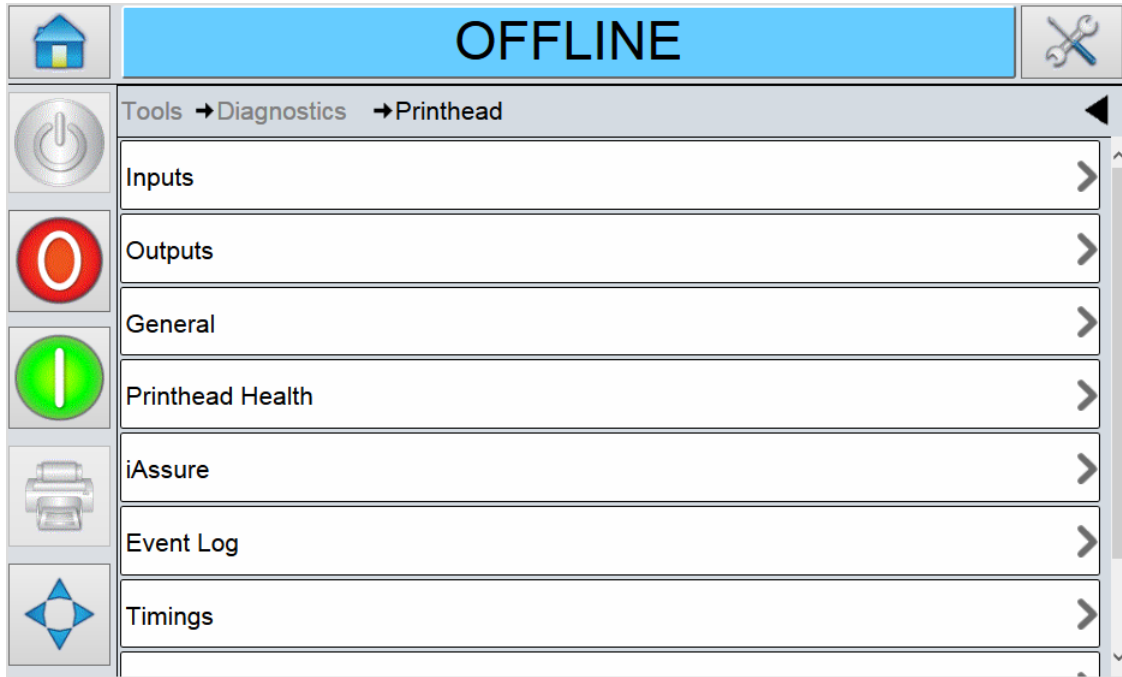 OFFLINE
Tools ➔Diagnostics ➔Printhead
Inputs
Outputs
General
Printhead Health
iAssure
Event Log
Timings